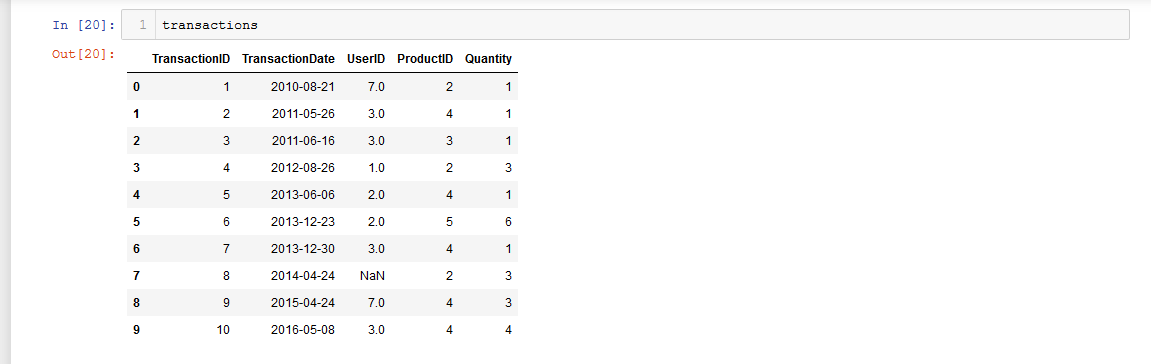 In [20]: 1 transactions
Out[20]:
TransactionID TransactionDate UserID ProductID Quantity
0 1 2010-08-21 7.0 2 1
1 2 2011-05-26 3.0 4 1
2 3 2011-06-16 3.0 3 1
3 4 2012-08-26 1.0 2 3
4 5 2013-06-06 2.0 4 1
5 6 2013-12-23 2.0 5 6
6 7 2013-12-30 3.0 4 1
7 8 2014-04-24 NaN 2 3
8 9 2015-04-24 7.0 4 3
9 10 2016-05-08 3.0 4 4